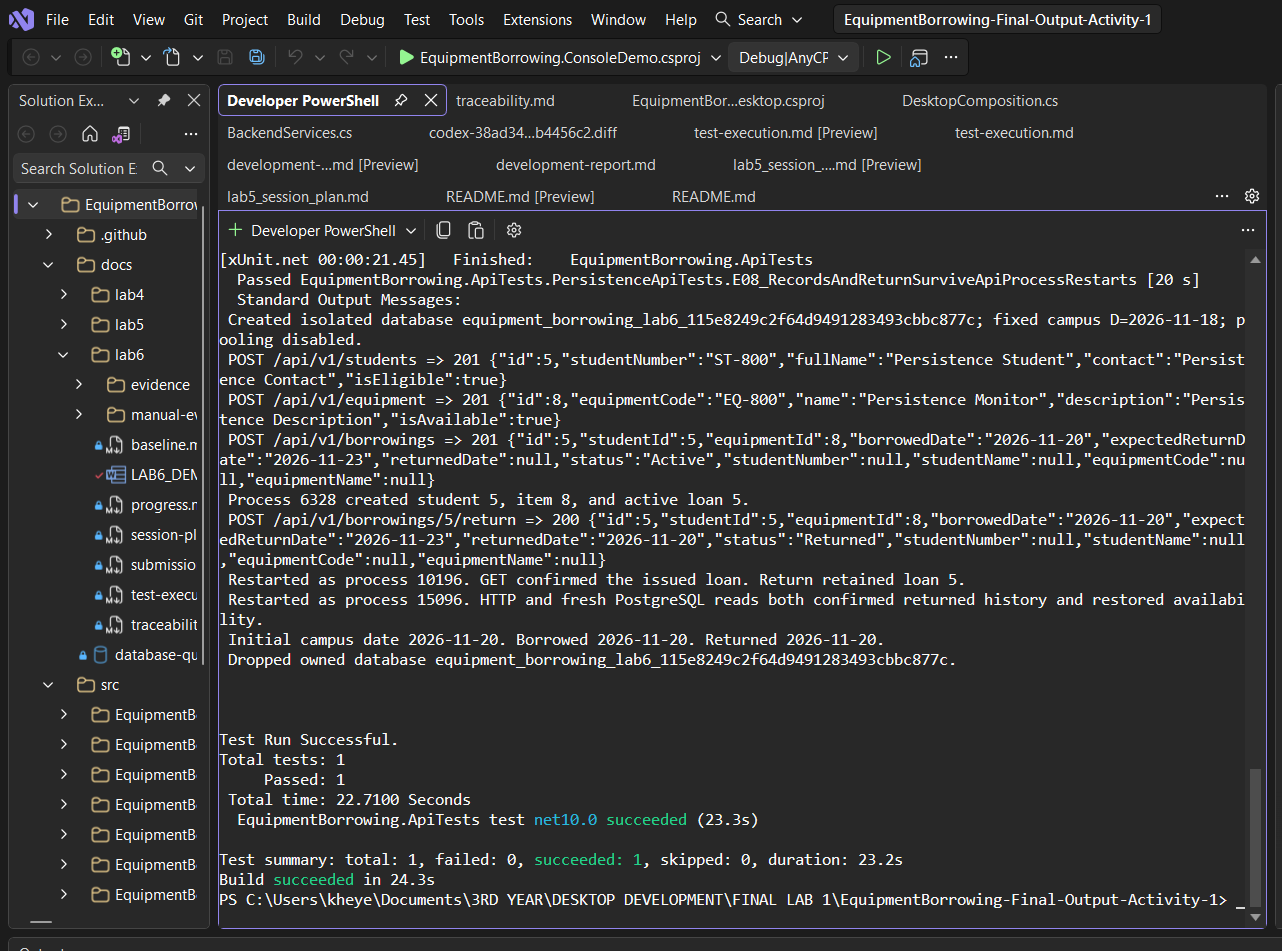 File Edit View Git Project Build Debug Test Tools Extensions Window Help Search EquipmentBorrowing-Final-Output-Activity-1
EquipmentBorrowing.ConsoleDemo.csproj Debug|AnyCP
Solution Ex...
Search Solution E
EquipmentBorrow
.github
docs
lab4
lab5
lab6
evidence
manual-ev
baseline.m
LAB6_DEM
progress.m
session-pl
submissio
test-execu
traceabilit
database-qu
src
EquipmentB
EquipmentB
EquipmentB
EquipmentB
EquipmentB
EquipmentB
EquipmentB
Developer PowerShell traceability.md EquipmentBor...esktop.csproj DesktopComposition.cs
BackendServices.cs codex-38ad34...b4456c2.diff test-execution.md [Preview] test-execution.md
development-...md [Preview] development-report.md lab5_session_....md [Preview]
lab5_session_plan.md README.md [Preview] README.md
Developer PowerShell
[xUnit.net 00:00:21.45]   Finished:    EquipmentBorrowing.ApiTests
Passed EquipmentBorrowing.ApiTests.PersistenceApiTests.E08_RecordsAndReturnSurviveApiProcessRestarts [20 s]
Standard Output Messages:
Created isolated database equipment_borrowing_lab6_115e8249c2f64d9491283493cbbc877c; fixed campus D=2026-11-18; p
ooling disabled.
POST /api/v1/students => 201 {"id":5,"studentNumber":"ST-800","fullName":"Persistence Student","contact":"Persist
ence Contact","isEligible":true}
POST /api/v1/equipment => 201 {"id":8,"equipmentCode":"EQ-800","name":"Persistence Monitor","description":"Persis
tence Description","isAvailable":true}
POST /api/v1/borrowings => 201 {"id":5,"studentId":5,"equipmentId":8,"borrowedDate":"2026-11-20","expectedReturnD
ate":"2026-11-23","returnedDate":null,"status":"Active","studentNumber":null,"studentName":null,"equipmentCode":nu
ll,"equipmentName":null}
Process 6328 created student 5, item 8, and active loan 5.
POST /api/v1/borrowings/5/return => 200 {"id":5,"studentId":5,"equipmentId":8,"borrowedDate":"2026-11-20","expect
edReturnDate":"2026-11-23","returnedDate":"2026-11-20","status":"Returned","studentNumber":null,"studentName":null
,"equipmentCode":null,"equipmentName":null}
Restarted as process 10196. GET confirmed the issued loan. Return retained loan 5.
Restarted as process 15096. HTTP and fresh PostgreSQL reads both confirmed returned history and restored availabi
lity.
Initial campus date 2026-11-20. Borrowed 2026-11-20. Returned 2026-11-20.
Dropped owned database equipment_borrowing_lab6_115e8249c2f64d9491283493cbbc877c.
Test Run Successful.
Total tests: 1
Passed: 1
Total time: 22.7100 Seconds
EquipmentBorrowing.ApiTests test net10.0 succeeded (23.3s)
Test summary: total: 1, failed: 0, succeeded: 1, skipped: 0, duration: 23.2s
Build succeeded in 24.3s
PS C:\Users\kheye\Documents\3RD YEAR\DESKTOP DEVELOPMENT\FINAL LAB 1\EquipmentBorrowing-Final-Output-Activity-1> _